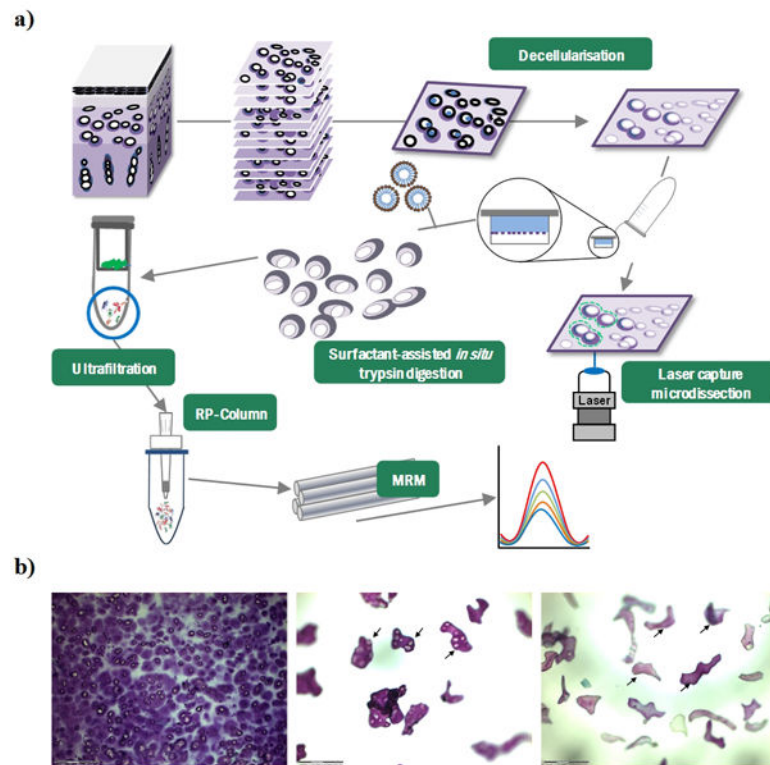 a)
Decellularisation
Surfactant-assisted in situ
trypsin digestion
Ultrafiltration
Laser
Laser capture
microdissection
RP-Column
MRM
b)